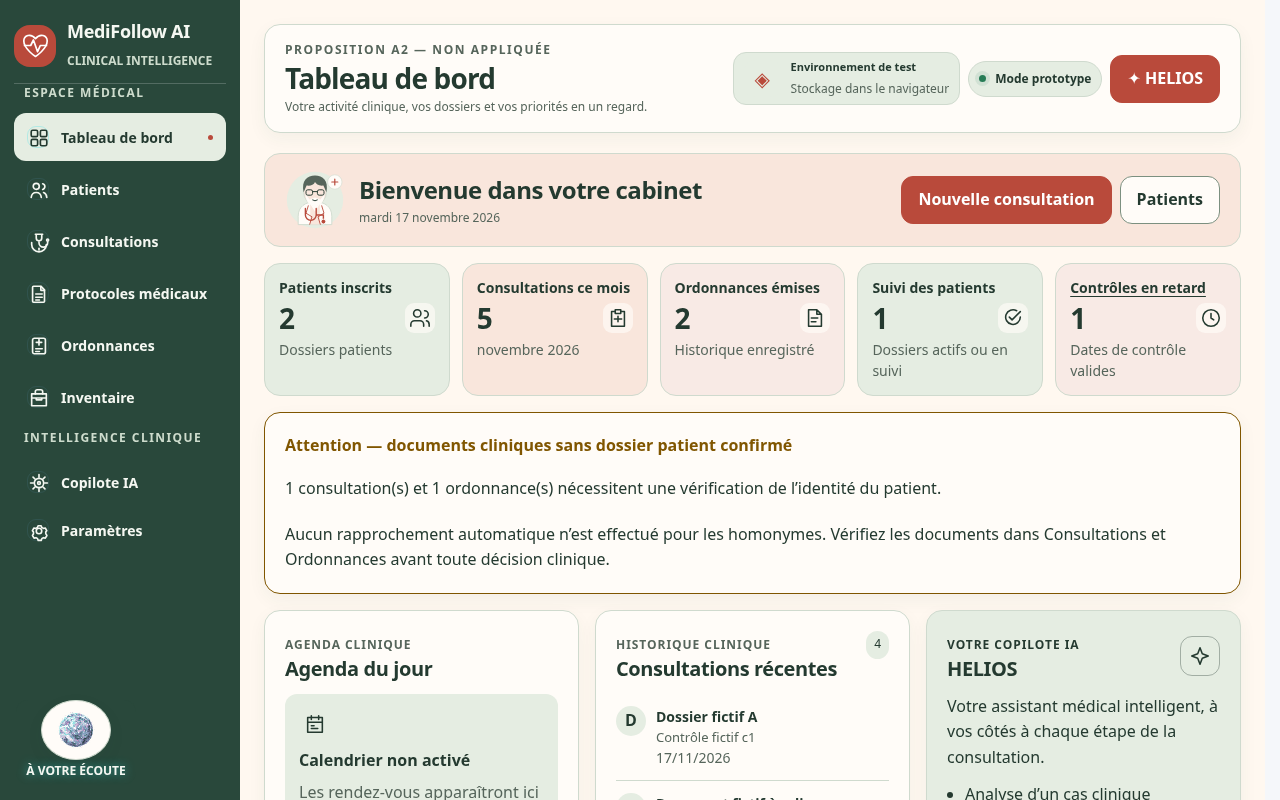 MediFollow AI
CLINICAL INTELLIGENCE
ESPACE MÉDICAL
Tableau de bord
Patients
Consultations
Protocoles médicaux
Ordonnances
Inventaire
INTELLIGENCE CLINIQUE
Copilote IA
Paramètres
À VOTRE ÉCOUTE
PROPOSITION A2 — NON APPLIQUÉE
Tableau de bord
Votre activité clinique, vos dossiers et vos priorités en un regard.
Environnement de test
Stockage dans le navigateur
Mode prototype
✦ HELIOS
Bienvenue dans votre cabinet
mardi 17 novembre 2026
Nouvelle consultation
Patients
Patients inscrits
2
Dossiers patients
Consultations ce mois
5
novembre 2026
Ordonnances émises
2
Historique enregistré
Suivi des patients
1
Dossiers actifs ou en
suivi
Contrôles en retard
1
Dates de contrôle
valides
Attention — documents cliniques sans dossier patient confirmé
1 consultation(s) et 1 ordonnance(s) nécessitent une vérification de l’identité du patient.
Aucun rapprochement automatique n’est effectué pour les homonymes. Vérifiez les documents dans Consultations et
Ordonnances avant toute décision clinique.
AGENDA CLINIQUE
Agenda du jour
Calendrier non activé
Les rendez-vous apparaîtront ici
HISTORIQUE CLINIQUE
4
Consultations récentes
D
Dossier fictif A
Contrôle fictif c1
17/11/2026
VOTRE COPILOTE IA
HELIOS
Votre assistant médical intelligent, à
vos côtés à chaque étape de la
consultation.
• Analyse d’un cas clinique